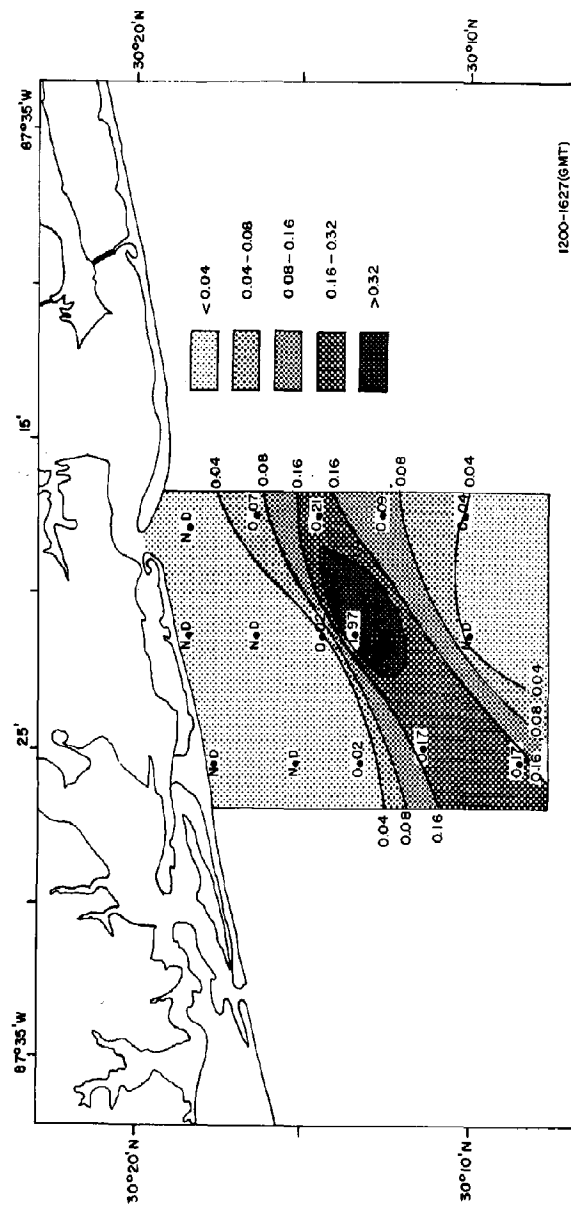 87°35'W 25' 15' 87°35'W
30°20'N 30°20'N
N.D N.D N.D
<0.04
0.04
N.D 0.07 0.04-0.08
0.08
N.D 0.16 0.08-0.16
0.02 0.21
0.16 0.16-0.32
0.02 1.97
0.09 >0.32
0.04 0.08
0.08
0.17
0.16
30°10'N N.D 0.04 0.04 30°10'N
0.17
0.16 0.08 0.04
1200-1627(GMT)